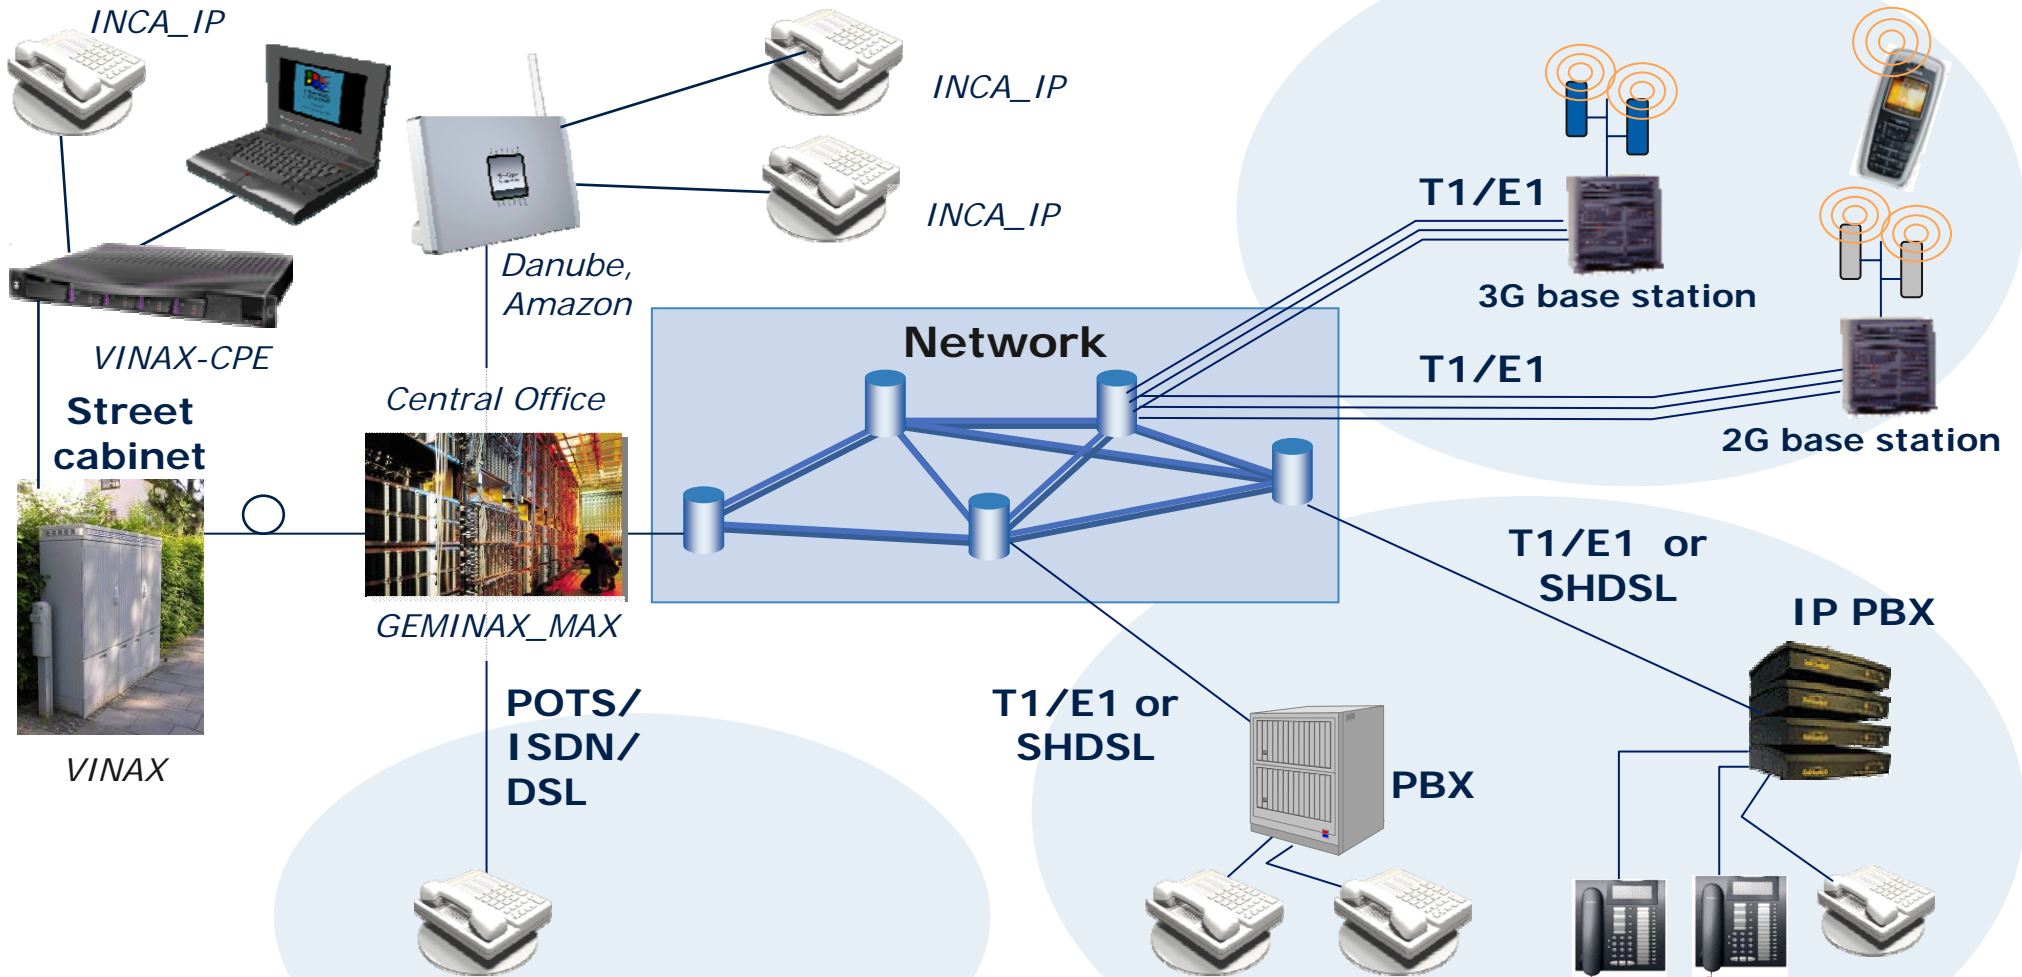 INCA_IP
INCA_IP
INCA_IP
T1/E1
Danube,
Amazon
3G base station
Network
VINAX-CPE
T1/E1
Central Office
Street
cabinet
2G base station
T1/E1 or
SHDSL
IP PBX
GEMINAX_MAX
POTS/
ISDN/
DSL
T1/E1 or
SHDSL
VINAX
PBX